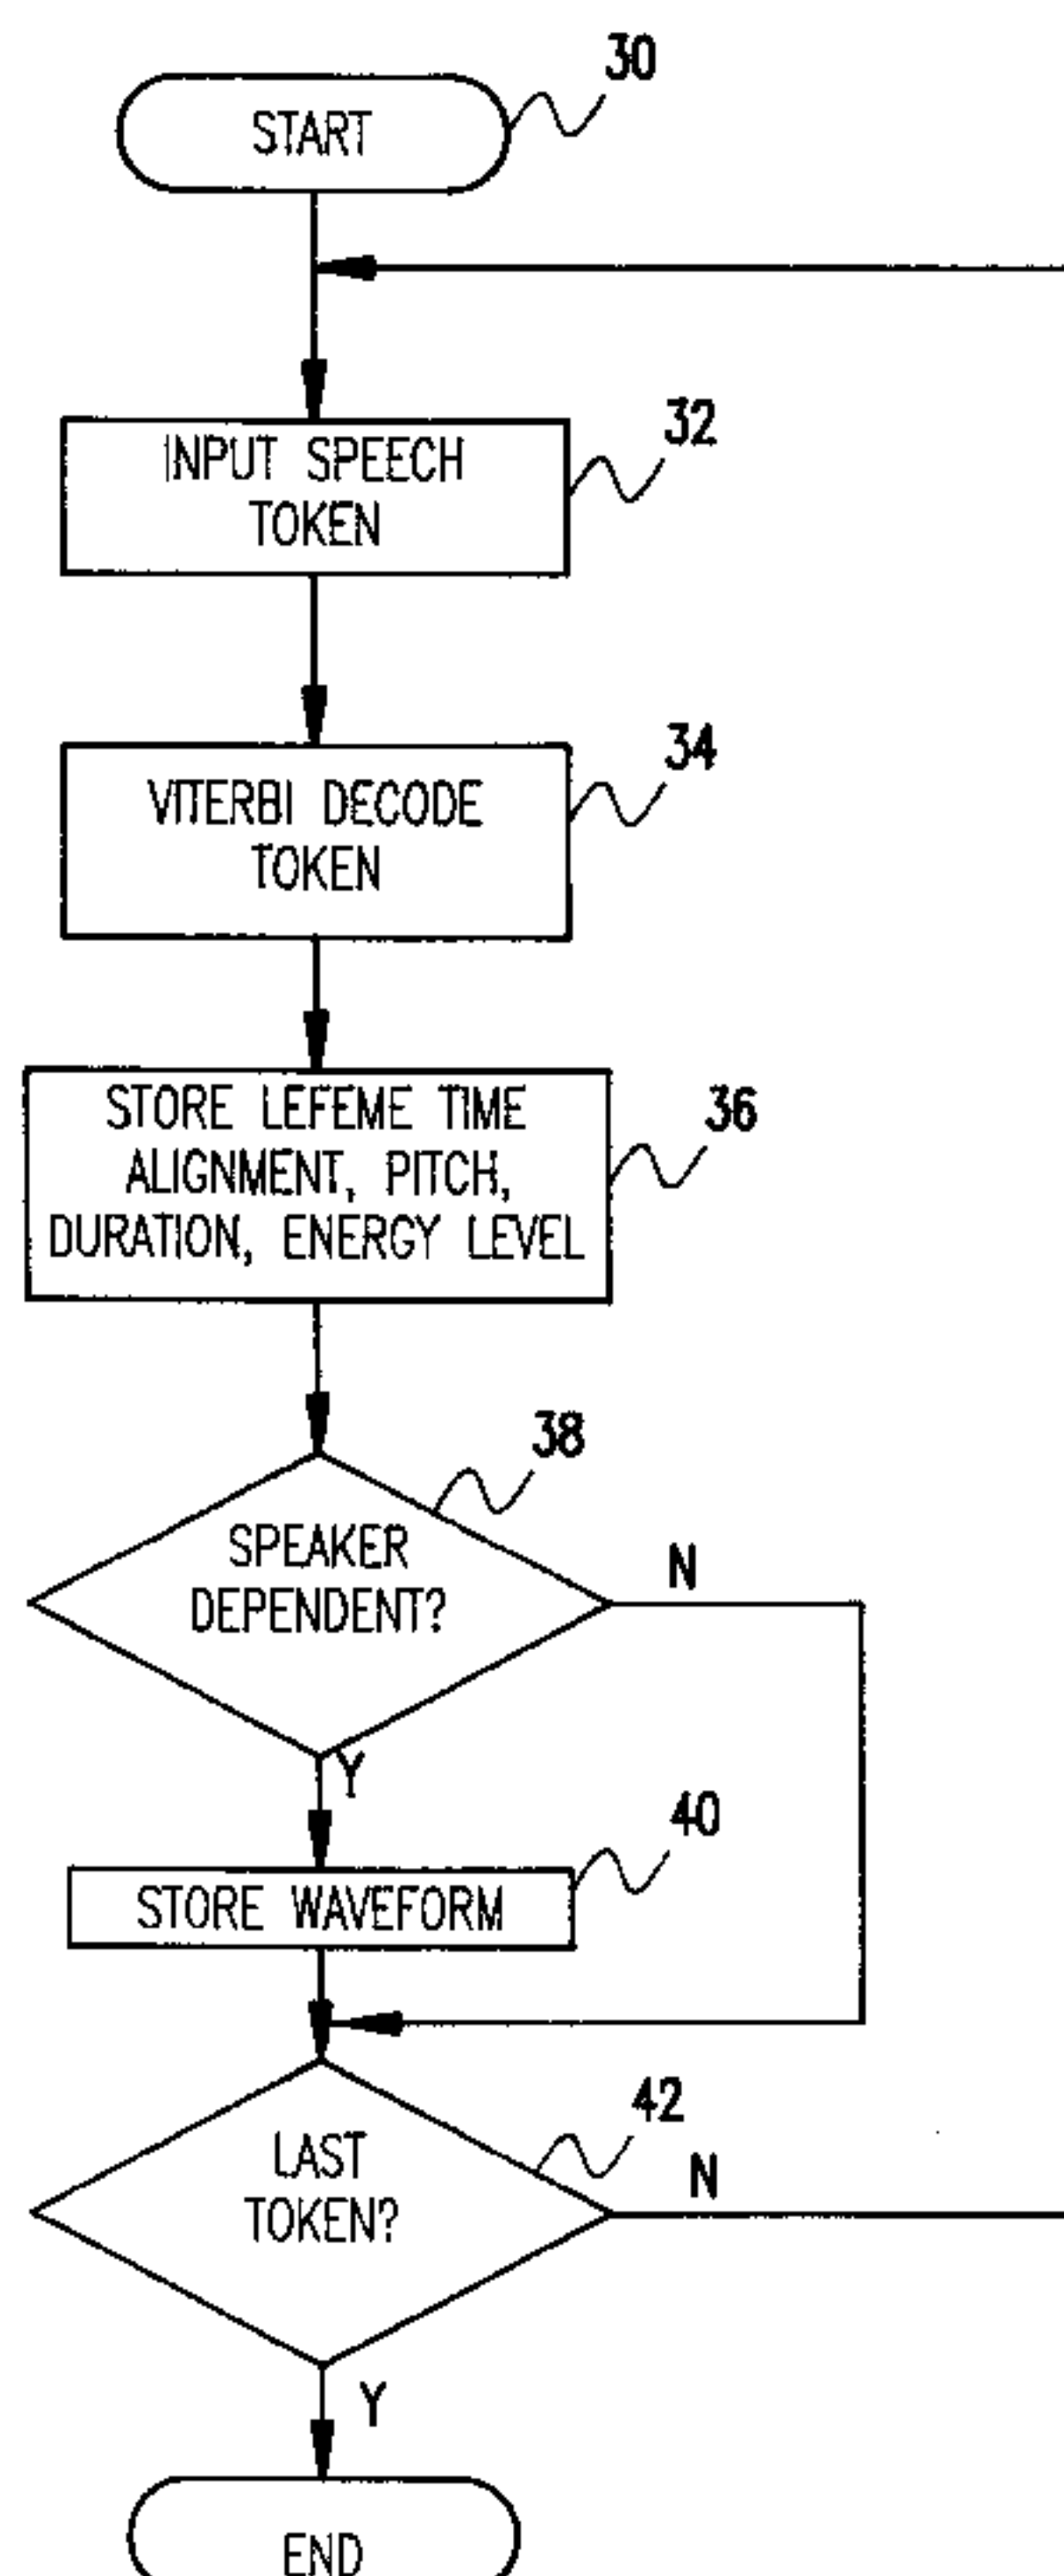 30
START
32
INPUT SPEECH
TOKEN
34
VITERBI DECODE
TOKEN
36
STORE LEFEME TIME
ALIGNMENT, PITCH,
DURATION, ENERGY LEVEL
38
SPEAKER
DEPENDENT?
N
Y
40
STORE WAVEFORM
42
LAST
TOKEN?
N
Y
END